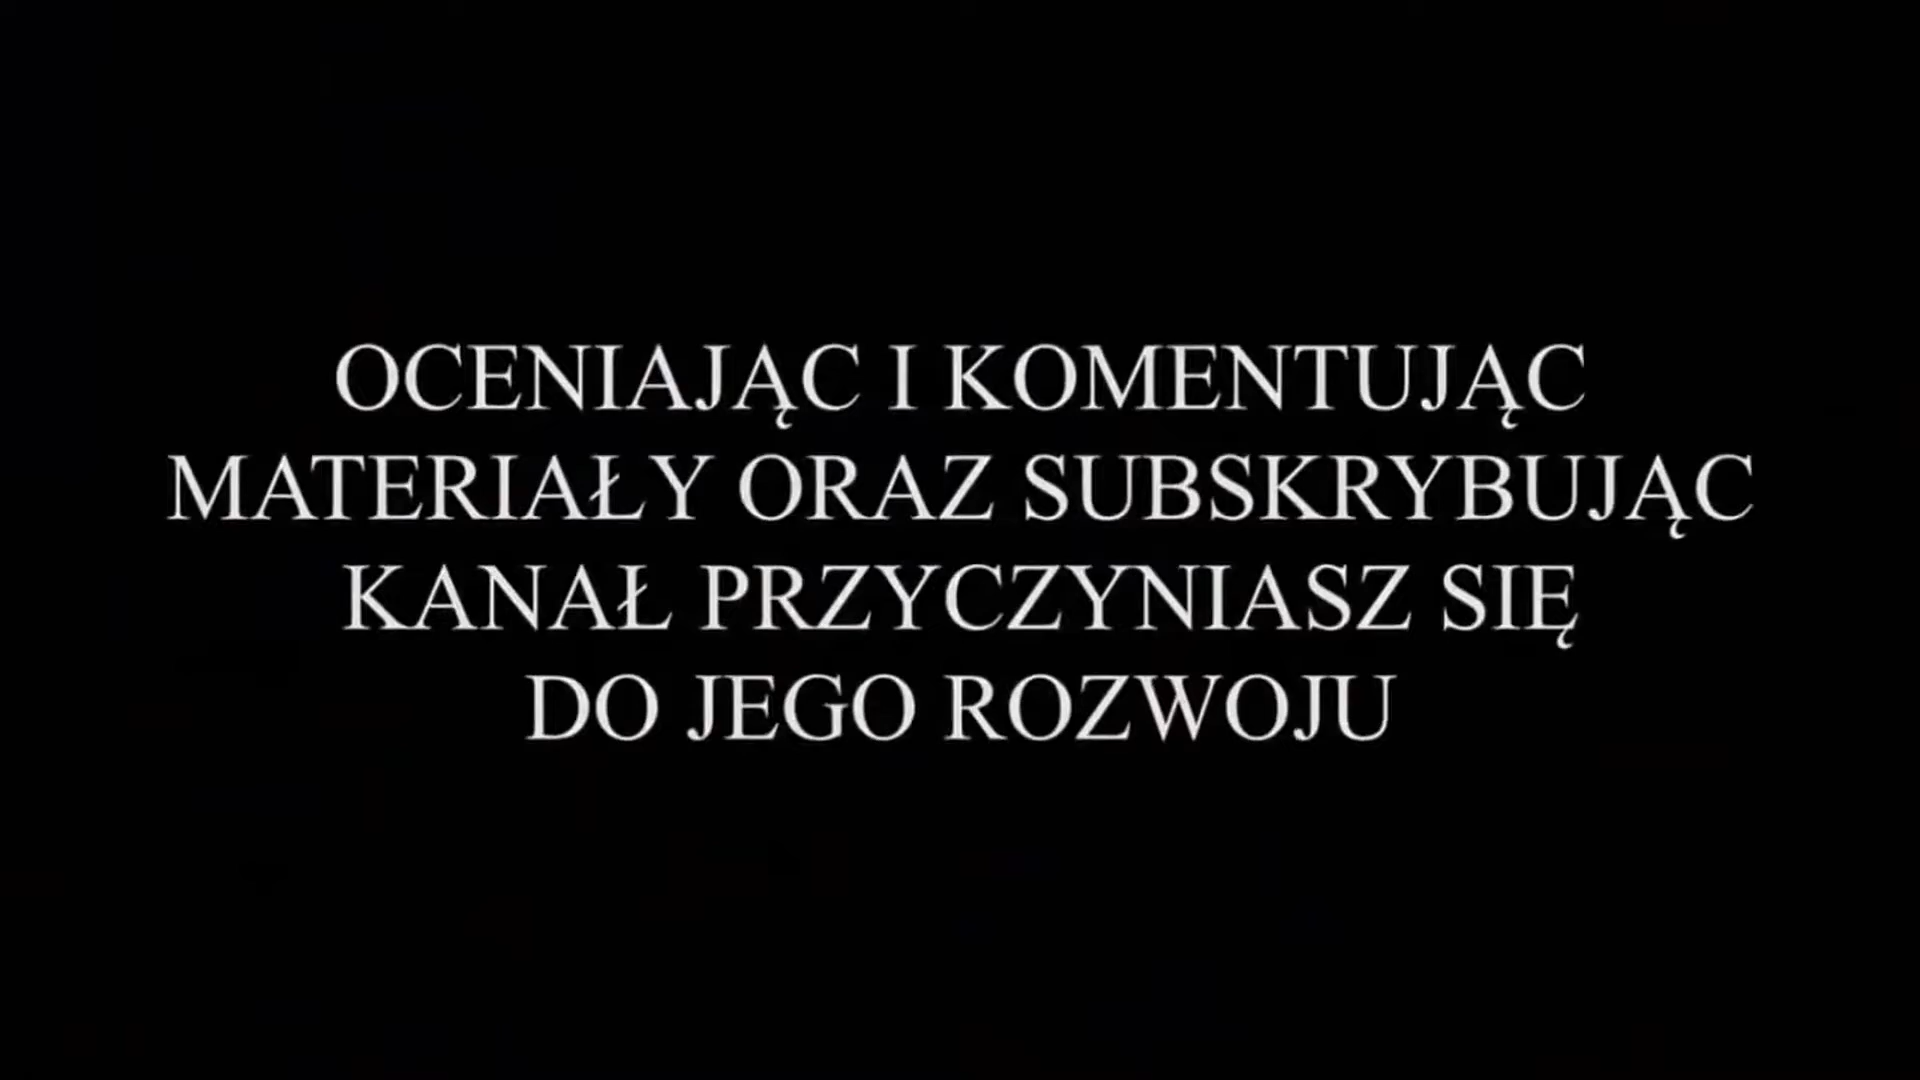 OCENIAJĄC I KOMENTUJĄC
MATERIAŁY ORAZ SUBSKRYBUJĄC
KANAŁ PRZYCZYNIASZ SIĘ
DO JEGO ROZWOJU